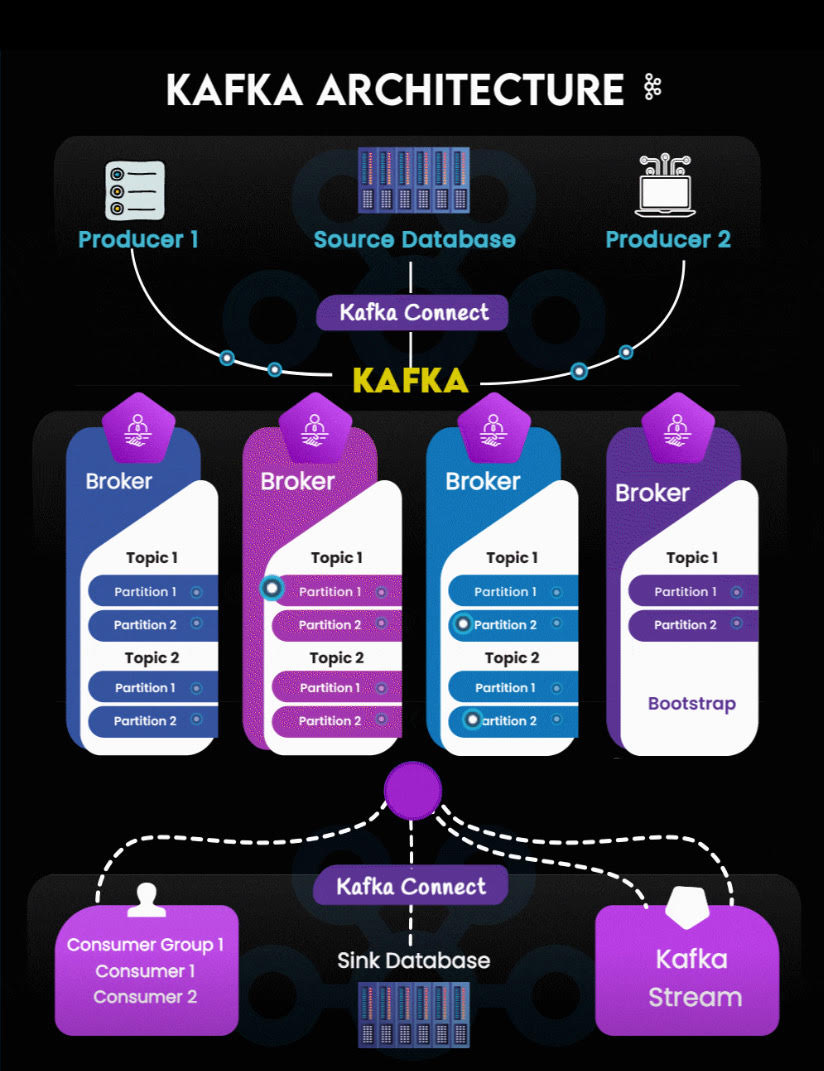 KAFKA ARCHITECTURE
Producer 1
Source Database
Producer 2
Kafka Connect
KAFKA
Broker
Topic 1
Partition 1
Partition 2
Topic 2
Partition 1
Partition 2
Broker
Topic 1
Partition 1
Partition 2
Topic 2
Partition 1
Partition 2
Broker
Topic 1
Partition 1
Partition 2
Topic 2
Partition 1
artition 2
Broker
Topic 1
Partition 1
Partition 2
Bootstrap
Kafka Connect
Consumer Group 1
Consumer 1
Consumer 2
Sink Database
Kafka
Stream